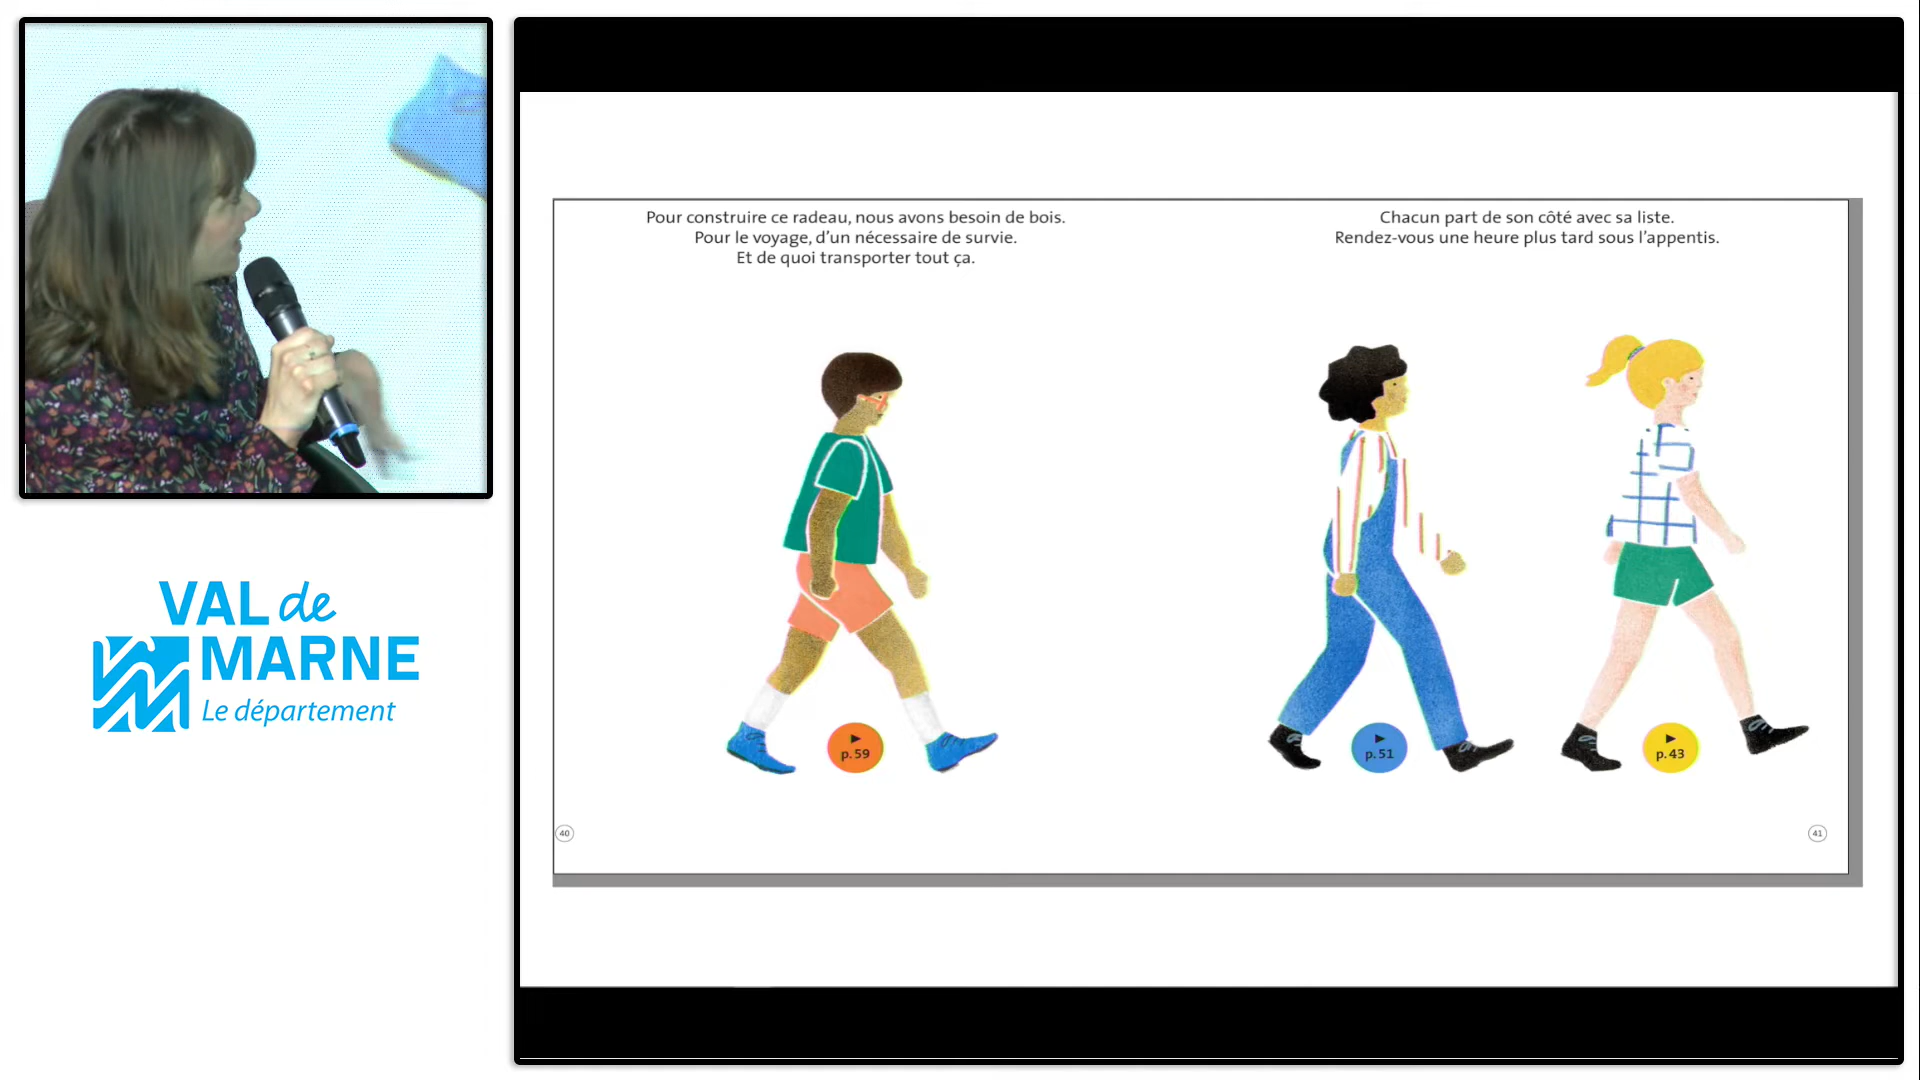 VAL de
MARNE
Le département
Pour construire ce radeau, nous avons besoin de bois.
Pour le voyage, d’un nécessaire de survie.
Et de quoi transporter tout ça.
Chacun part de son côté avec sa liste.
Rendez-vous une heure plus tard sous l’appentis.
p. 59
p. 51
p. 43
40
41